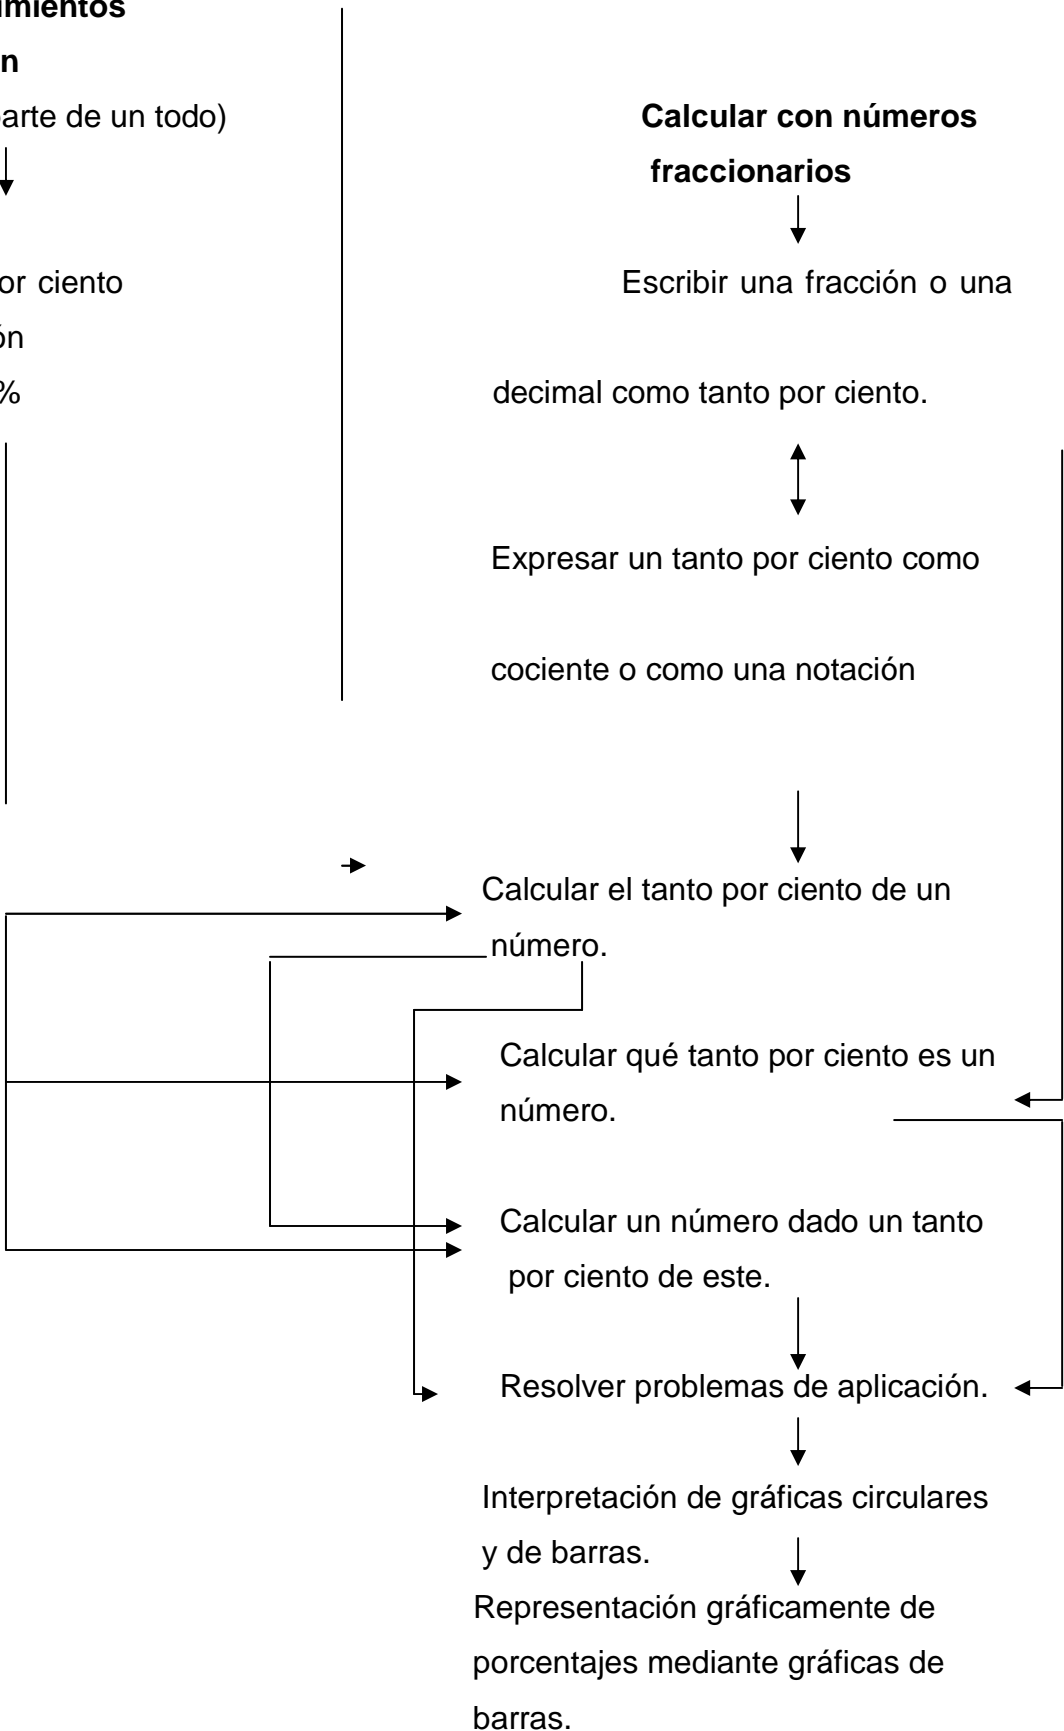 imientos
n
arte de un todo)
or ciento
ón
%
Calcular con números
fraccionarios
Escribir una fracción o una
decimal como tanto por ciento.
Expresar un tanto por ciento como
cociente o como una notación
Calcular el tanto por ciento de un
número.
Calcular qué tanto por ciento es un
número.
Calcular un número dado un tanto
por ciento de este.
Resolver problemas de aplicación.
Interpretación de gráficas circulares
y de barras.
Representación gráficamente de
porcentajes mediante gráficas de
barras.